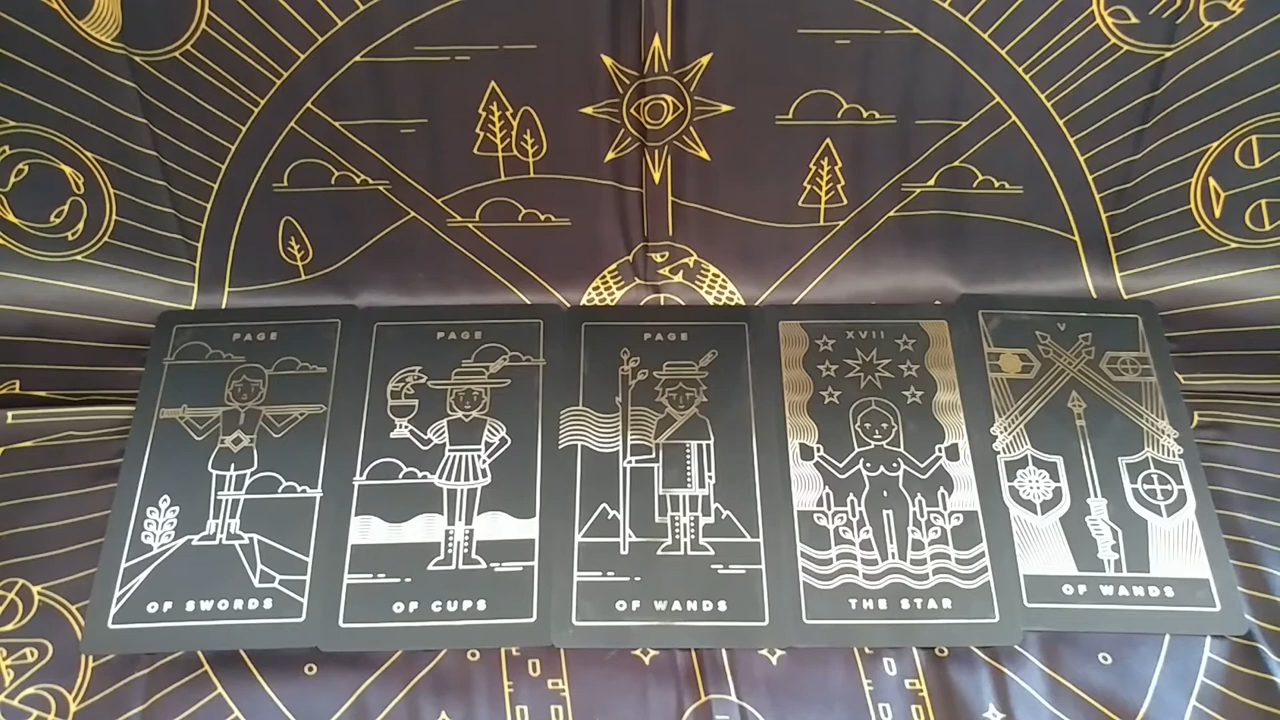 PAGE
OF SWORDS
PAGE
OF CUPS
PAGE
OF WANDS
XVII
THE STAR
V
OF WANDS